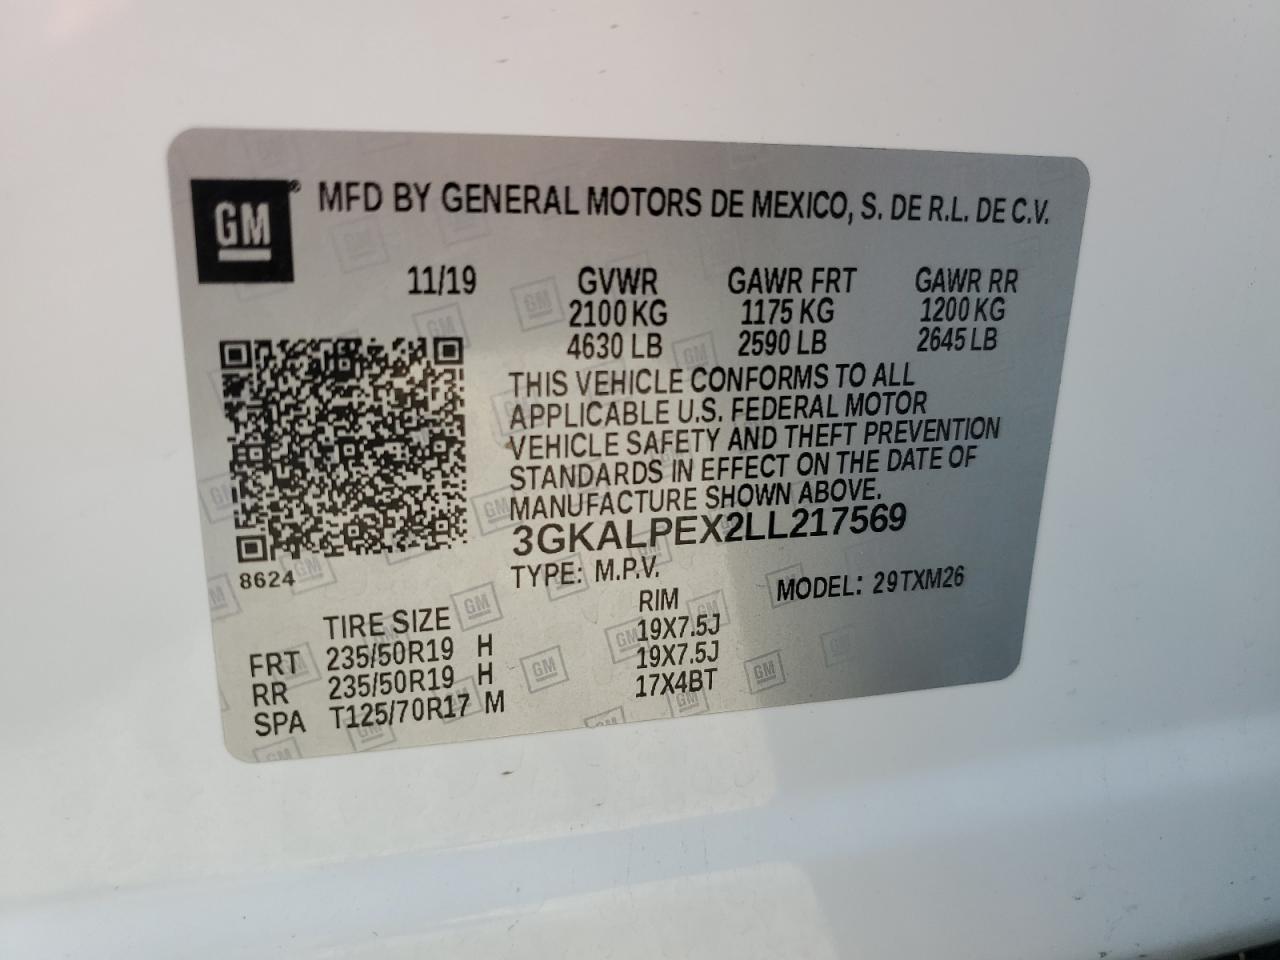 GM® MFD BY GENERAL MOTORS DE MEXICO, S. DE R.L. DE C.V.
11/19 GVWR GAWR FRT GAWR RR
2100 KG 1175 KG 1200 KG
4630 LB 2590 LB 2645 LB
THIS VEHICLE CONFORMS TO ALL
APPLICABLE U.S. FEDERAL MOTOR
VEHICLE SAFETY AND THEFT PREVENTION
STANDARDS IN EFFECT ON THE DATE OF
MANUFACTURE SHOWN ABOVE.
3GKALPEX2LL217569
8624
TYPE: M.P.V. MODEL: 29TXM26
TIRE SIZE RIM
FRT 235/50R19 H 19X7.5J
RR 235/50R19 H 19X7.5J
SPA T125/70R17 M 17X4BT